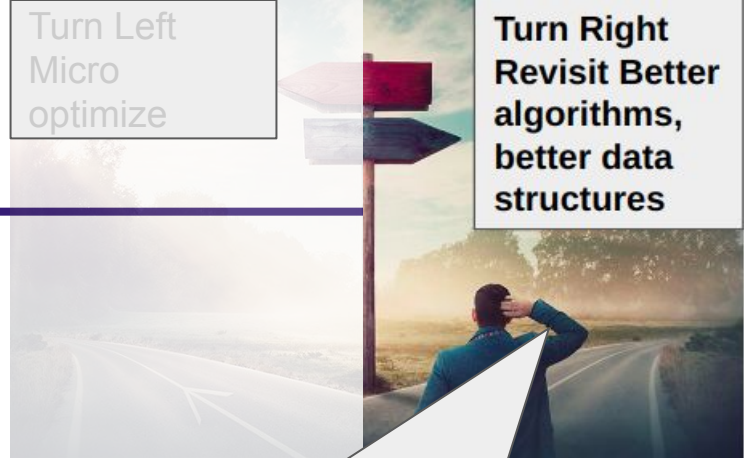 Turn Left
Micro
optimize
Turn Right
Revisit Better
algorithms,
better data
structures